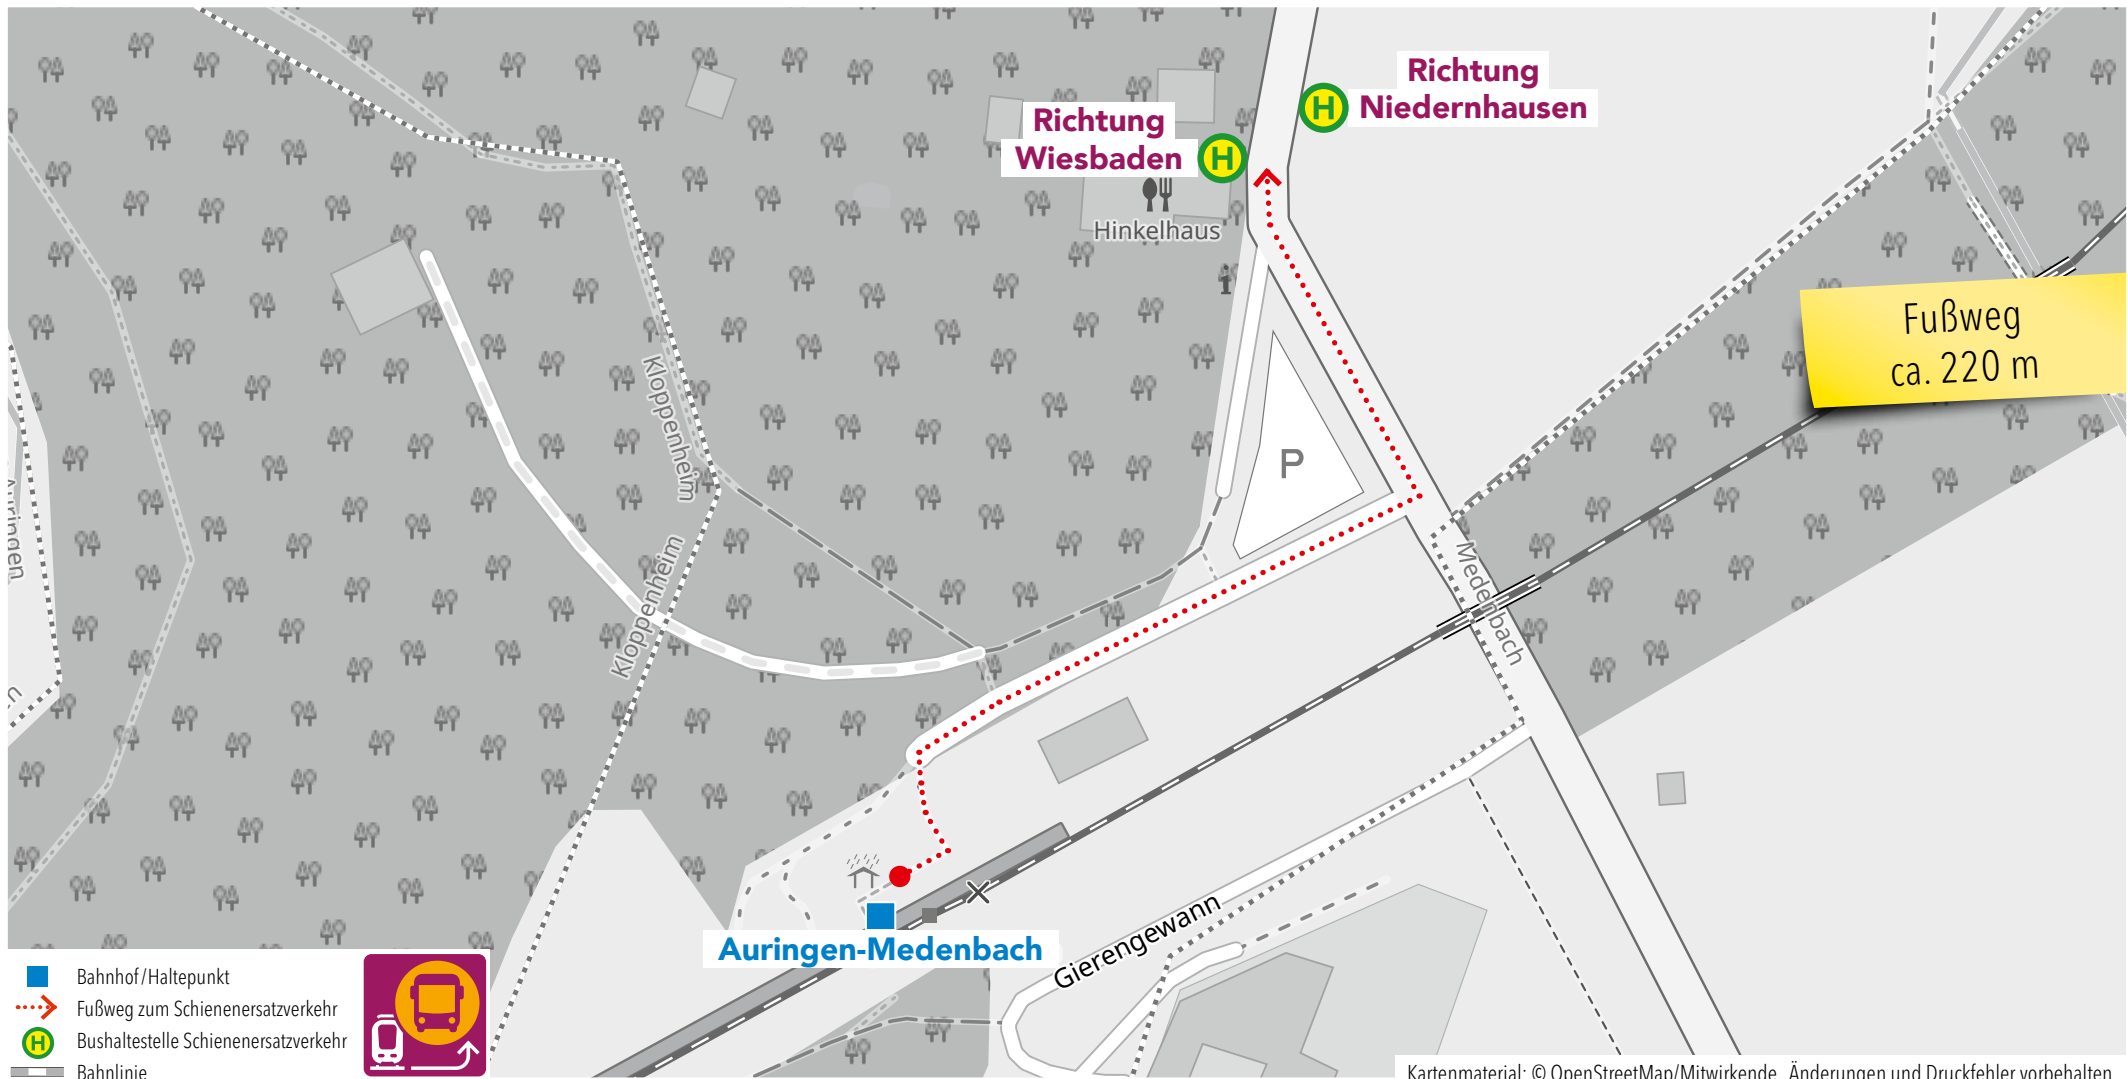 Richtung
Niedernhausen
H
Richtung
Wiesbaden
H
Hinkelhaus
Fußweg
ca. 220 m
Kloppenheim
Kloppenheim
P
Auringen
Medenbach
Auringen-Medenbach
Gierengewann
Bahnhof/Haltepunkt
Fußweg zum Schienenersatzverkehr
H
Bushaltestelle Schienenersatzverkehr
Bahnlinie
Kartenmaterial: © OpenStreetMap/Mitwirkende, Änderungen und Druckfehler vorbehalten